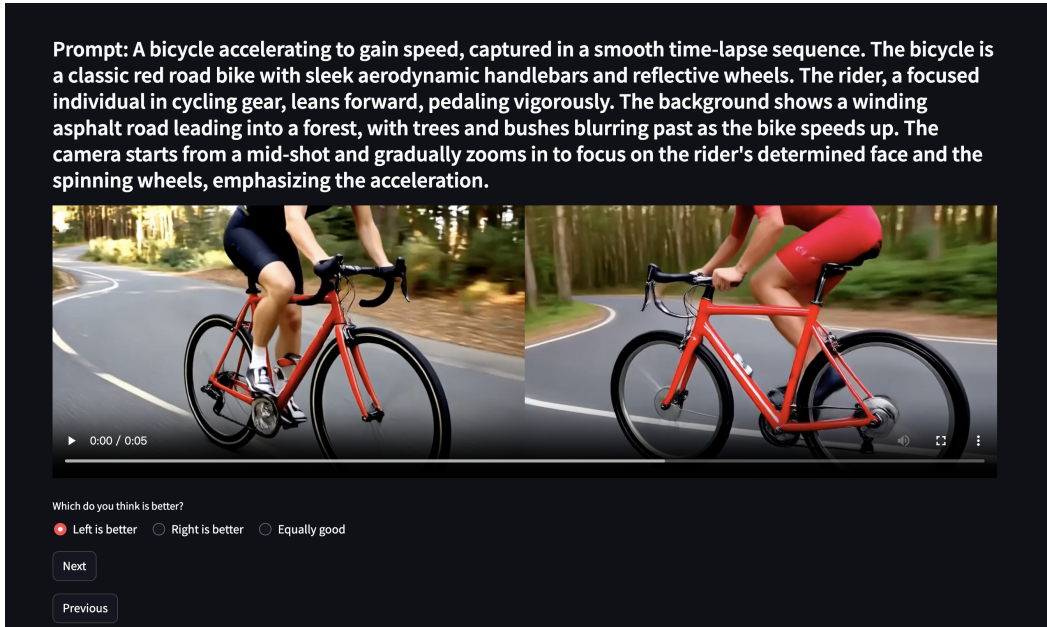 Prompt: A bicycle accelerating to gain speed, captured in a smooth time-lapse sequence. The bicycle is
a classic red road bike with sleek aerodynamic handlebars and reflective wheels. The rider, a focused
individual in cycling gear, leans forward, pedaling vigorously. The background shows a winding
asphalt road leading into a forest, with trees and bushes blurring past as the bike speeds up. The
camera starts from a mid-shot and gradually zooms in to focus on the rider's determined face and the
spinning wheels, emphasizing the acceleration.
0:00 / 0:05
Which do you think is better?
Left is better Right is better Equally good
Next
Previous